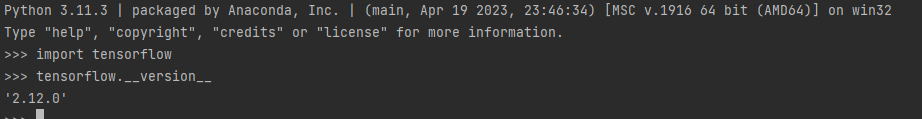 Python 3.11.3 | packaged by Anaconda, Inc. | (main, Apr 19 2023, 23:46:34) [MSC v.1916 64 bit (AMD64)] on win32
Type "help", "copyright", "credits" or "license" for more information.
>>> import tensorflow
>>> tensorflow.__version__
'2.12.0'
>>>